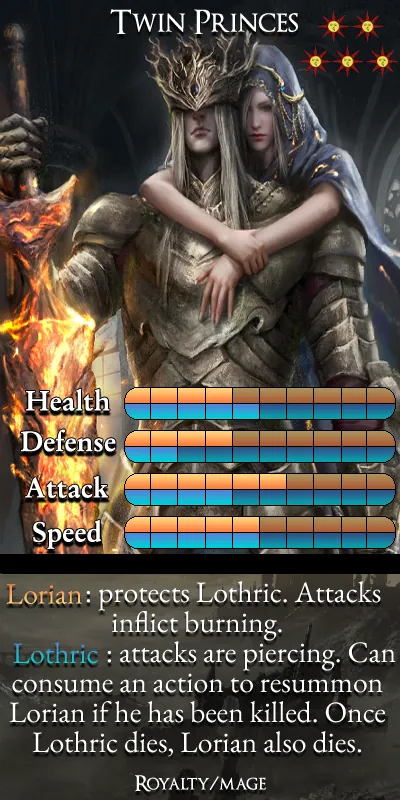 Twin Princes
Health
Defense
Attack
Speed
Lorian: protects Lothric. Attacks
inflict burning.
Lothric : attacks are piercing. Can
consume an action to resummon
Lorian if he has been killed. Once
Lothric dies, Lorian also dies.
Royalty/mage